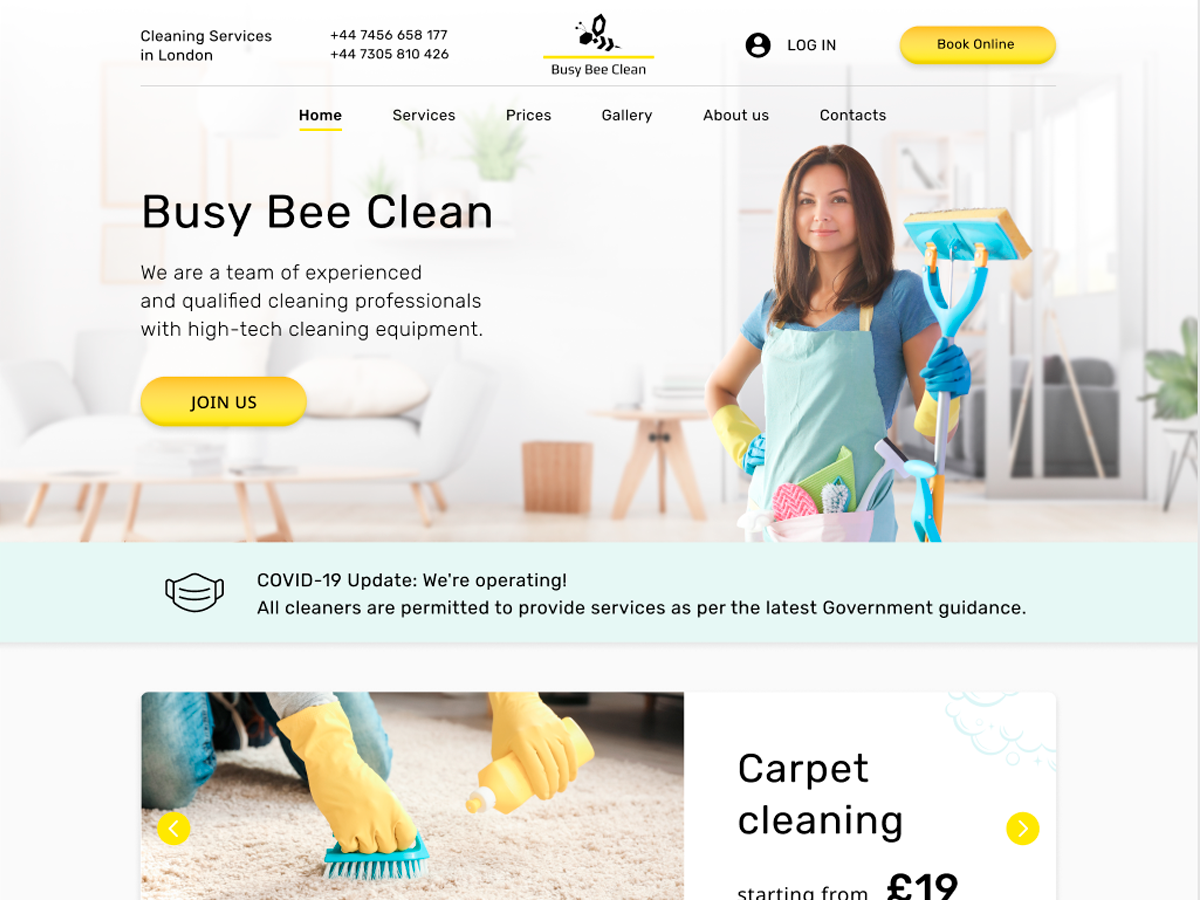 Cleaning Services
in London
+44 7456 658 177
+44 7305 810 426
Busy Bee Clean
LOG IN
Book Online
Home
Services
Prices
Gallery
About us
Contacts
Busy Bee Clean
We are a team of experienced
and qualified cleaning professionals
with high-tech cleaning equipment.
JOIN US
COVID-19 Update: We're operating!
All cleaners are permitted to provide services as per the latest Government guidance.
Carpet
cleaning
starting from £19